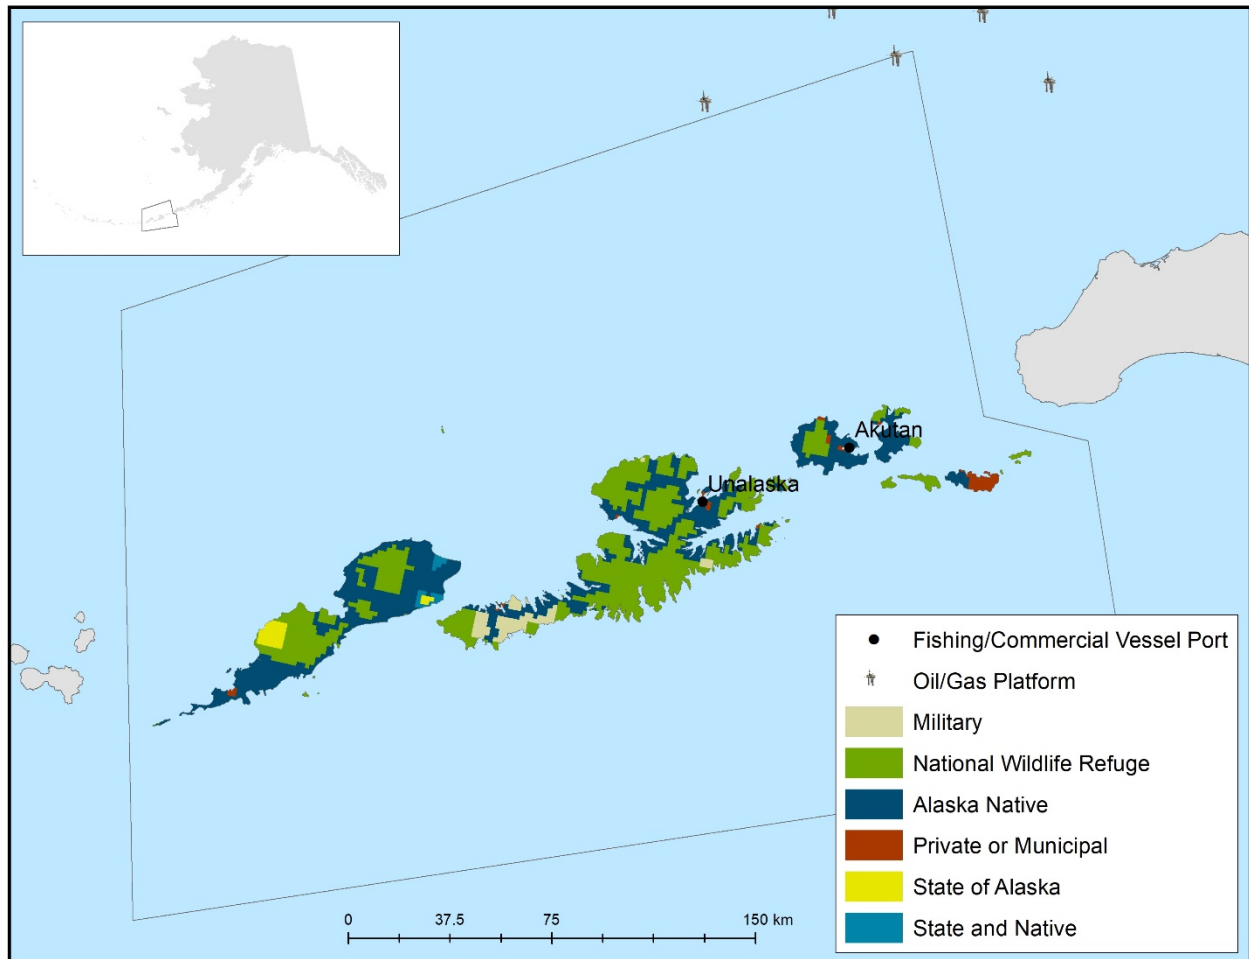 Akutan
Unalaska
Fishing/Commercial Vessel Port
Oil/Gas Platform
Military
National Wildlife Refuge
Alaska Native
Private or Municipal
State of Alaska
State and Native
0 37.5 75 150 km